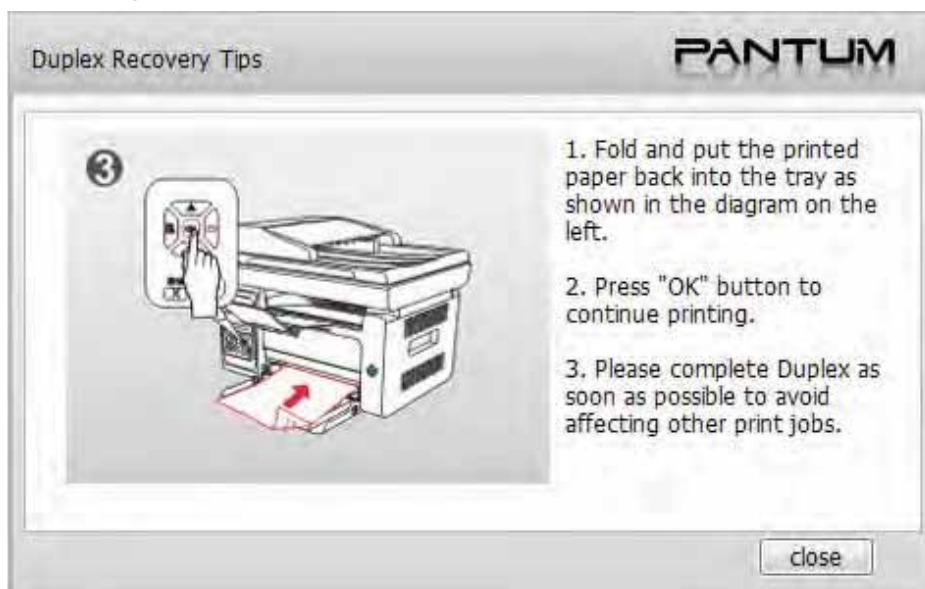 Duplex Recovery Tips
PANTUM
3
1. Fold and put the printed
paper back into the tray as
shown in the diagram on the
left.
2. Press "OK" button to
continue printing.
3. Please complete Duplex as
soon as possible to avoid
affecting other print jobs.
close